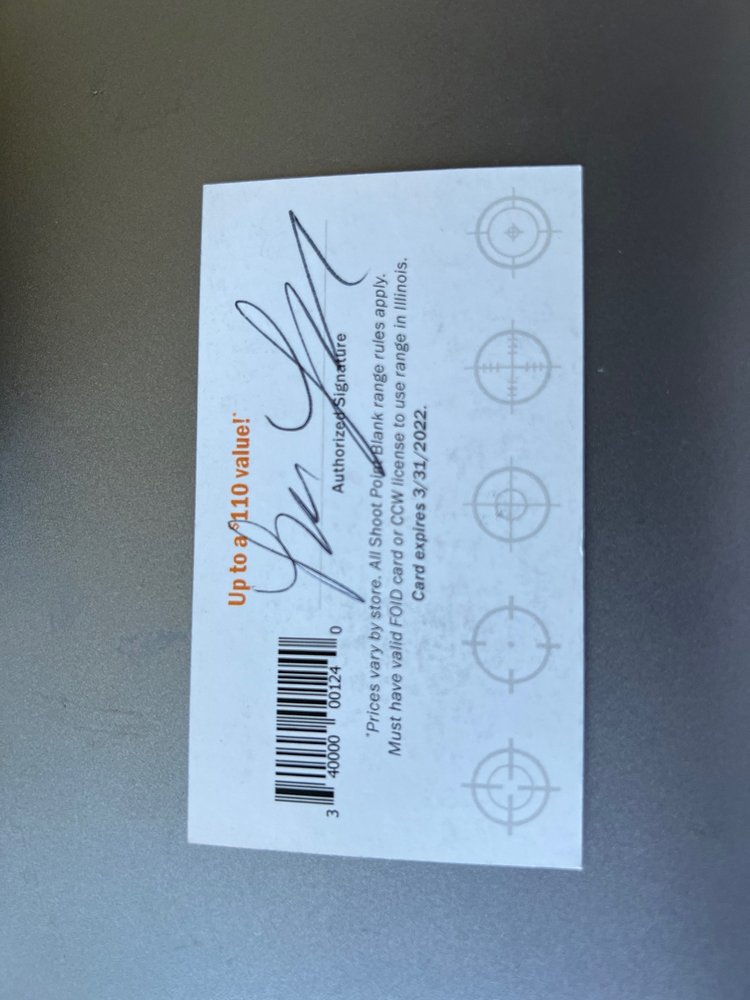 Up to a $110 value!*
3 40000 00124 0
Authorized Signature
*Prices vary by store. All Shoot Point Blank range rules apply.
Must have valid FOID card or CCW license to use range in Illinois.
Card expires 3/31/2022.